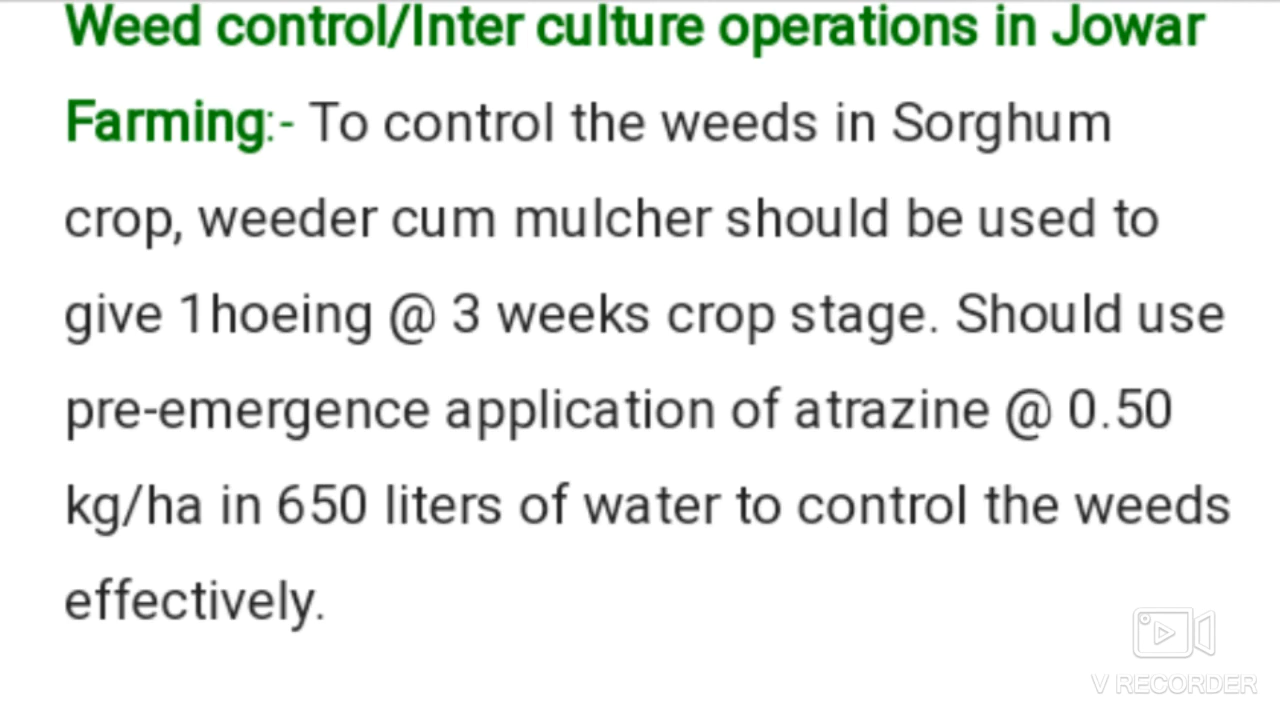 Weed control/Inter culture operations in Jowar
Farming:- To control the weeds in Sorghum
crop, weeder cum mulcher should be used to
give 1hoeing @ 3 weeks crop stage. Should use
pre-emergence application of atrazine @ 0.50
kg/ha in 650 liters of water to control the weeds
effectively.
V RECORDER